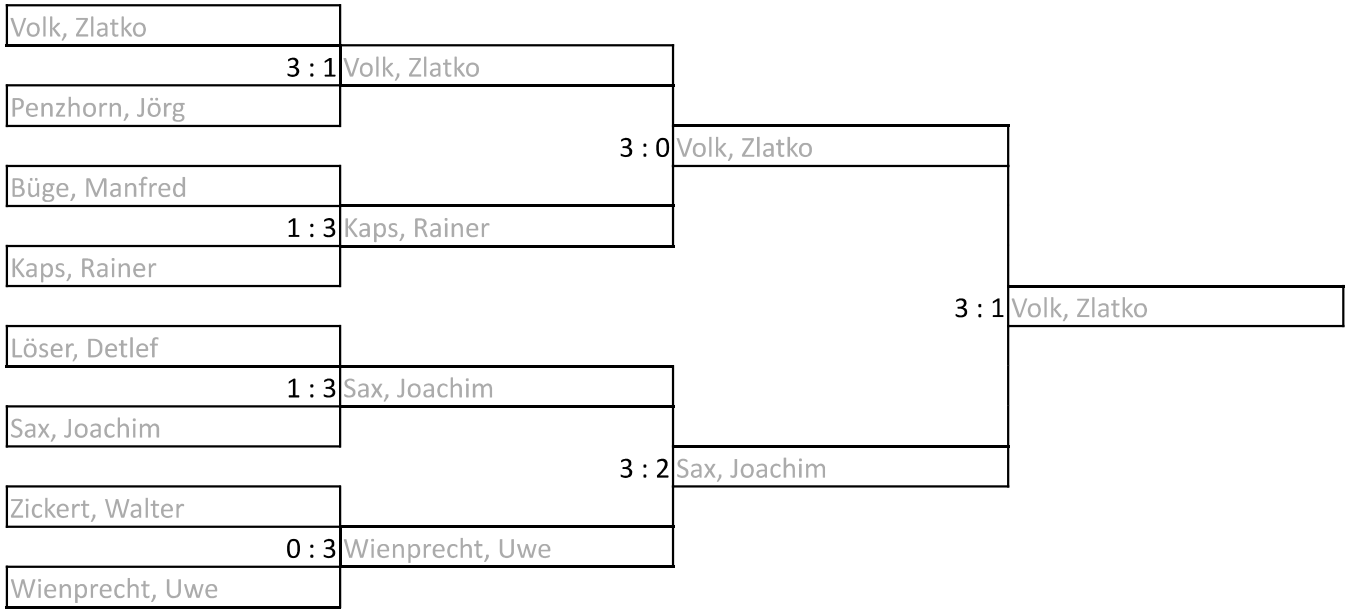 Volk, Zlatko
3 : 1 Volk, Zlatko
Penzhorn, Jörg
3 : 0 Volk, Zlatko
Büge, Manfred
1 : 3 Kaps, Rainer
Kaps, Rainer
3 : 1 Volk, Zlatko
Löser, Detlef
1 : 3 Sax, Joachim
Sax, Joachim
3 : 2 Sax, Joachim
Zickert, Walter
0 : 3 Wienprecht, Uwe
Wienprecht, Uwe